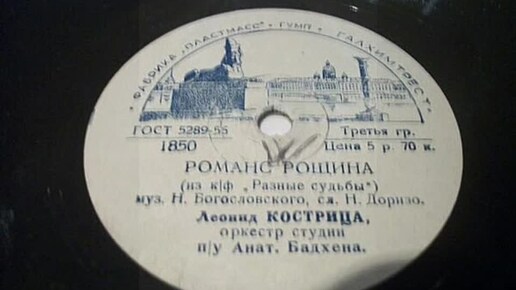 • ФАБРИКА „ПЛАСТМАСС" • ГУМП • ГАЛХИМТРЕСТ •
ГОСТ 5289-55
Третья гр.
1850
Цена 5 р. 70 к.
РОМАНС РОЩИНА
(из к/ф „Разные судьбы")
муз. Н. Богословского, сл. Н. Доризо.
Леонид КОСТРИЦА,
оркестр студии
п/у Анат. Бадхена.